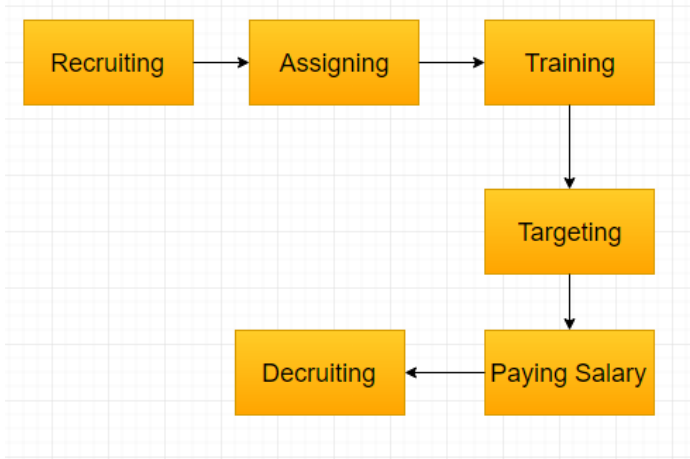 Recruiting
Assigning
Training
Targeting
Paying Salary
Decruiting